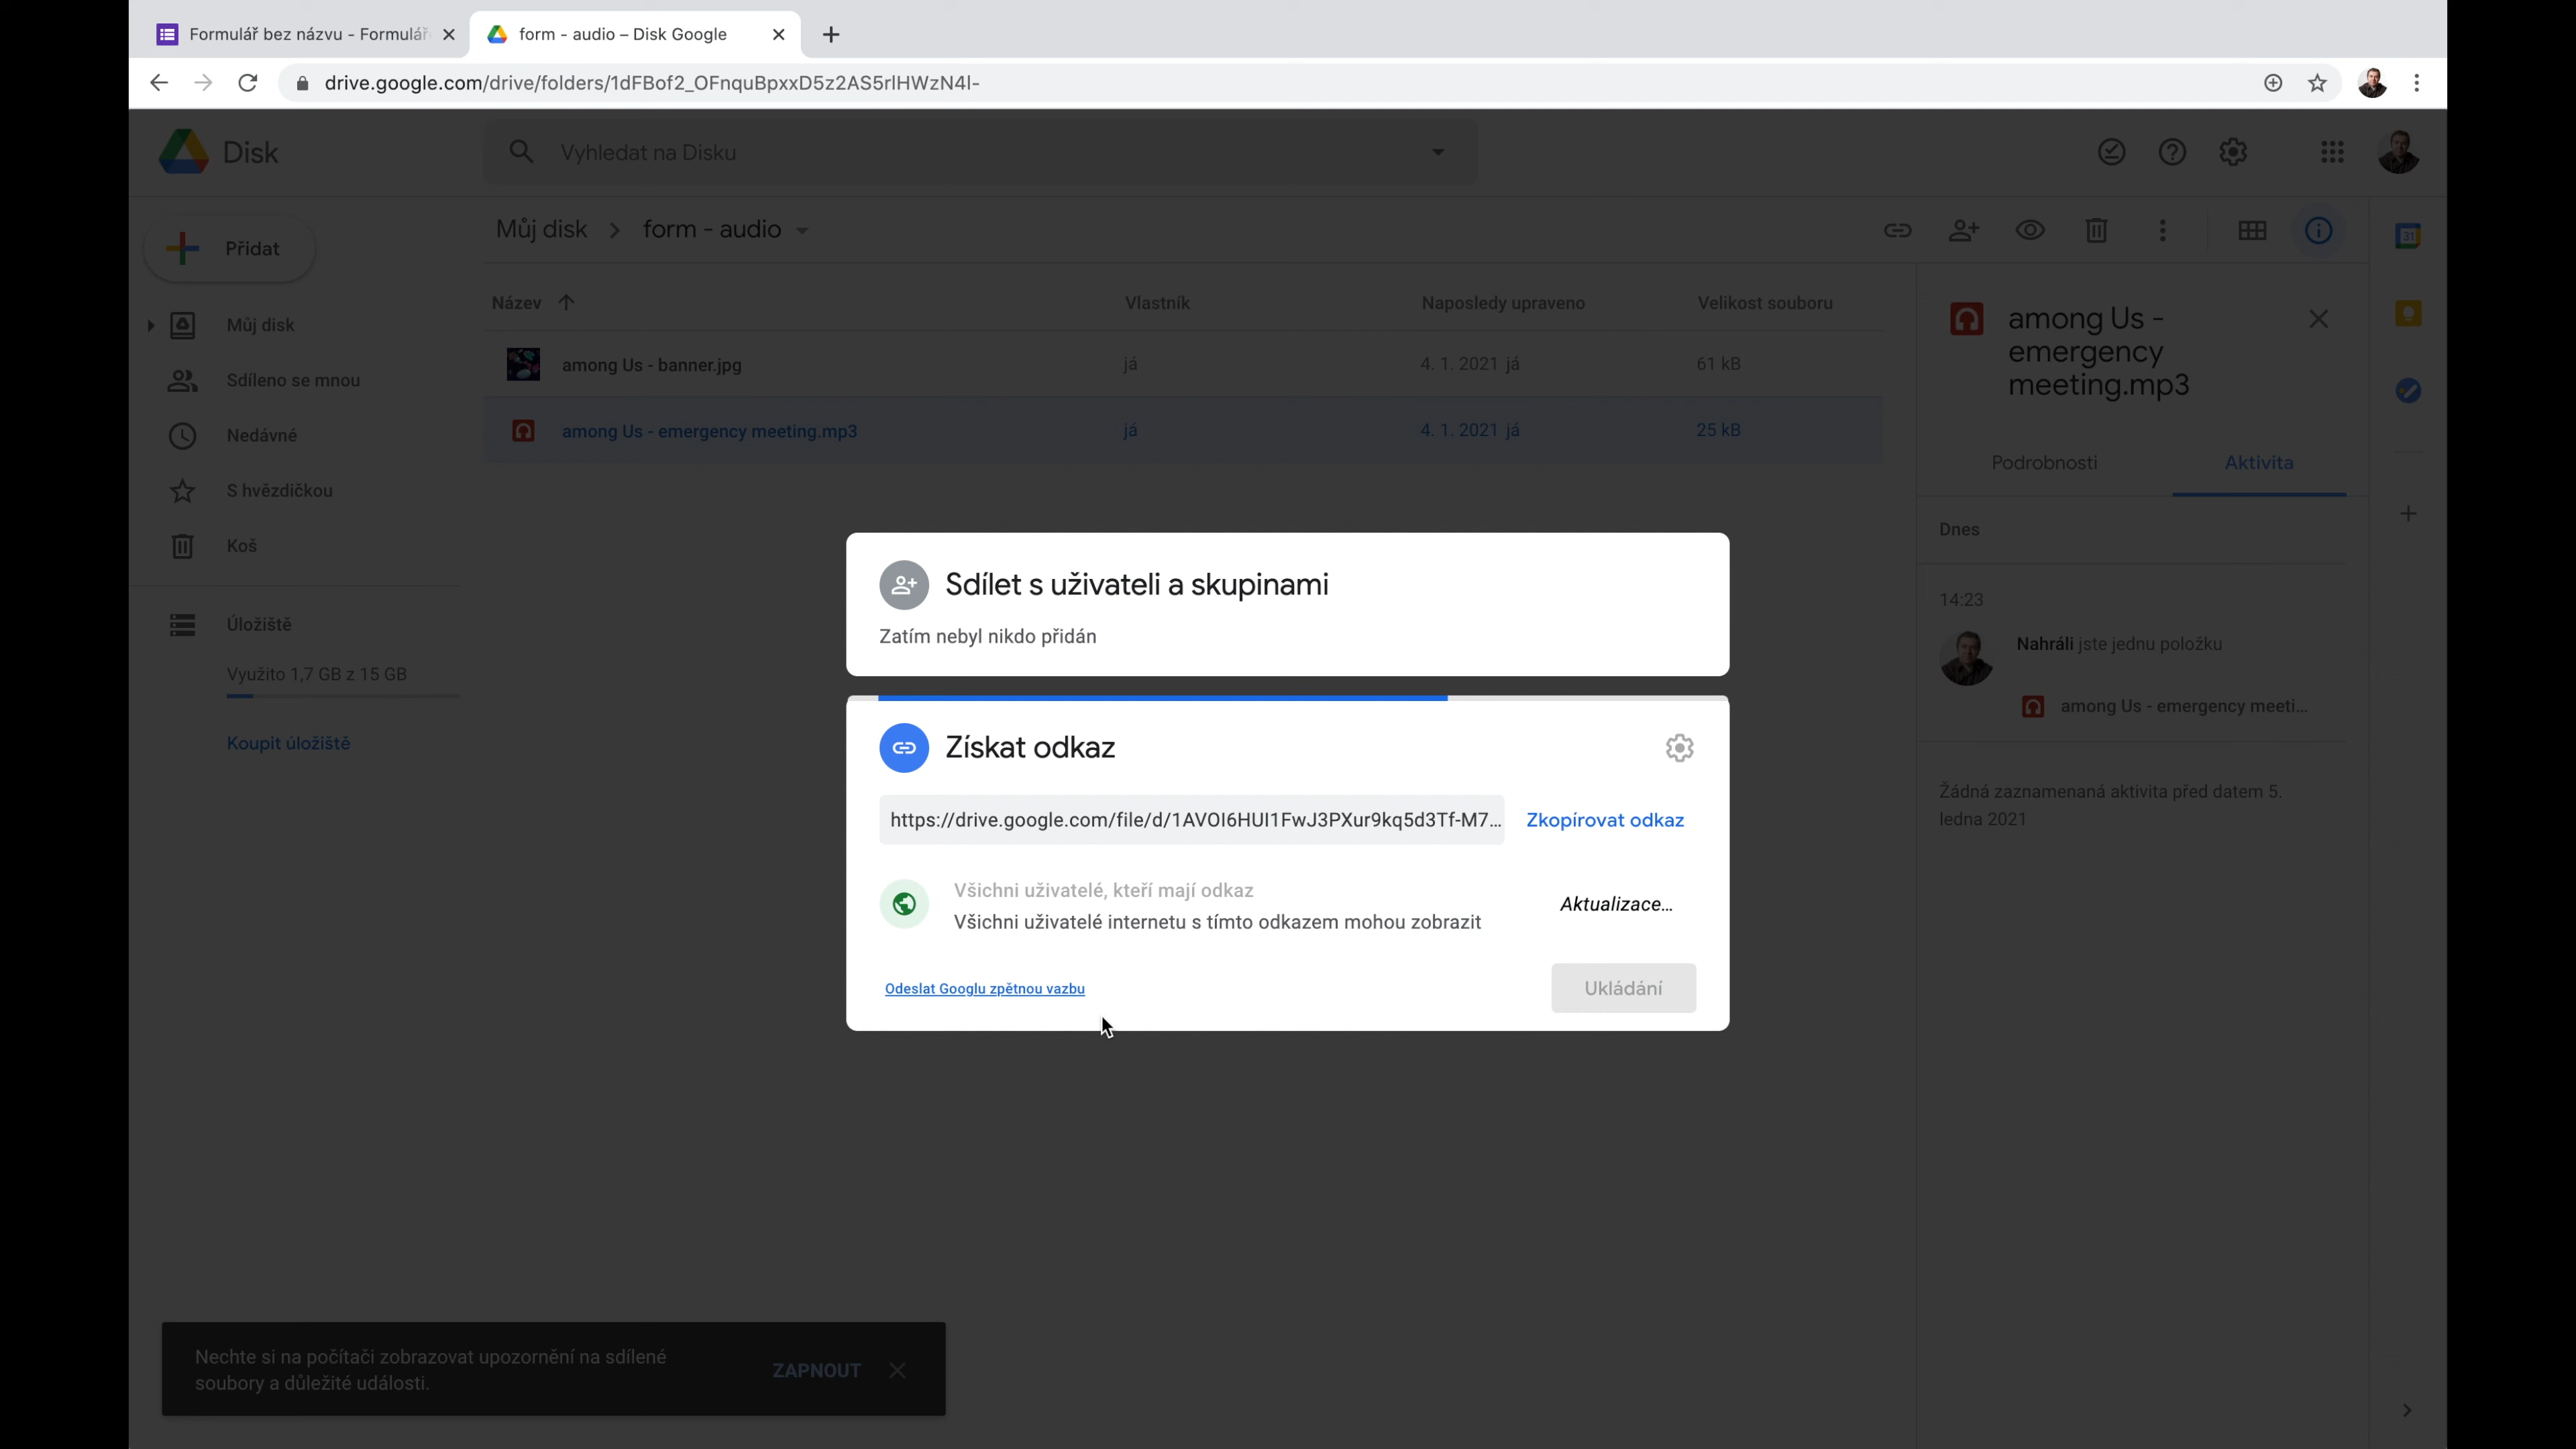 Formulář bez názvu - Formulář
form - audio – Disk Google
drive.google.com/drive/folders/1dFBof2_OFnquBpxxD5z2AS5rlHWzN4l-
Disk
Vyhledat na Disku
Přidat
Můj disk
form - audio
Název
Vlastník
Naposledy upraveno
Velikost souboru
among Us - banner.jpg
já
4. 1. 2021 já
61 kB
among Us - emergency meeting.mp3
já
4. 1. 2021 já
25 kB
Můj disk
Sdíleno se mnou
Nedávné
S hvězdičkou
Koš
Úložiště
Využito 1,7 GB z 15 GB
Koupit úložiště
Sdílet s uživateli a skupinami
Zatím nebyl nikdo přidán
Získat odkaz
https://drive.google.com/file/d/1AVOI6HUI1FwJ3PXur9kq5d3Tf-M7...
Zkopírovat odkaz
Všichni uživatelé, kteří mají odkaz
Všichni uživatelé internetu s tímto odkazem mohou zobrazit
Aktualizace...
Odeslat Googlu zpětnou vazbu
Ukládání
among Us -
emergency
meeting.mp3
Podrobnosti
Aktivita
Dnes
14:23
Nahráli jste jednu položku
among Us - emergency meeti...
Žádná zaznamenaná aktivita před datem 5.
ledna 2021
31
Nechte si na počítači zobrazovat upozornění na sdílené
soubory a důležité události.
ZAPNOUT